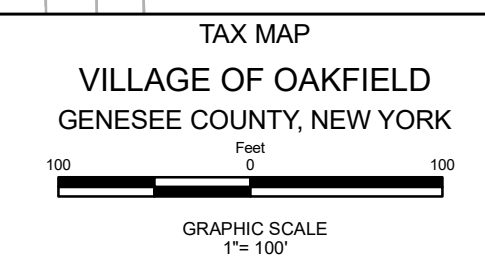 TAX MAP
VILLAGE OF OAKFIELD
GENESEE COUNTY, NEW YORK
Feet
100 0 100
GRAPHIC SCALE
1"= 100'